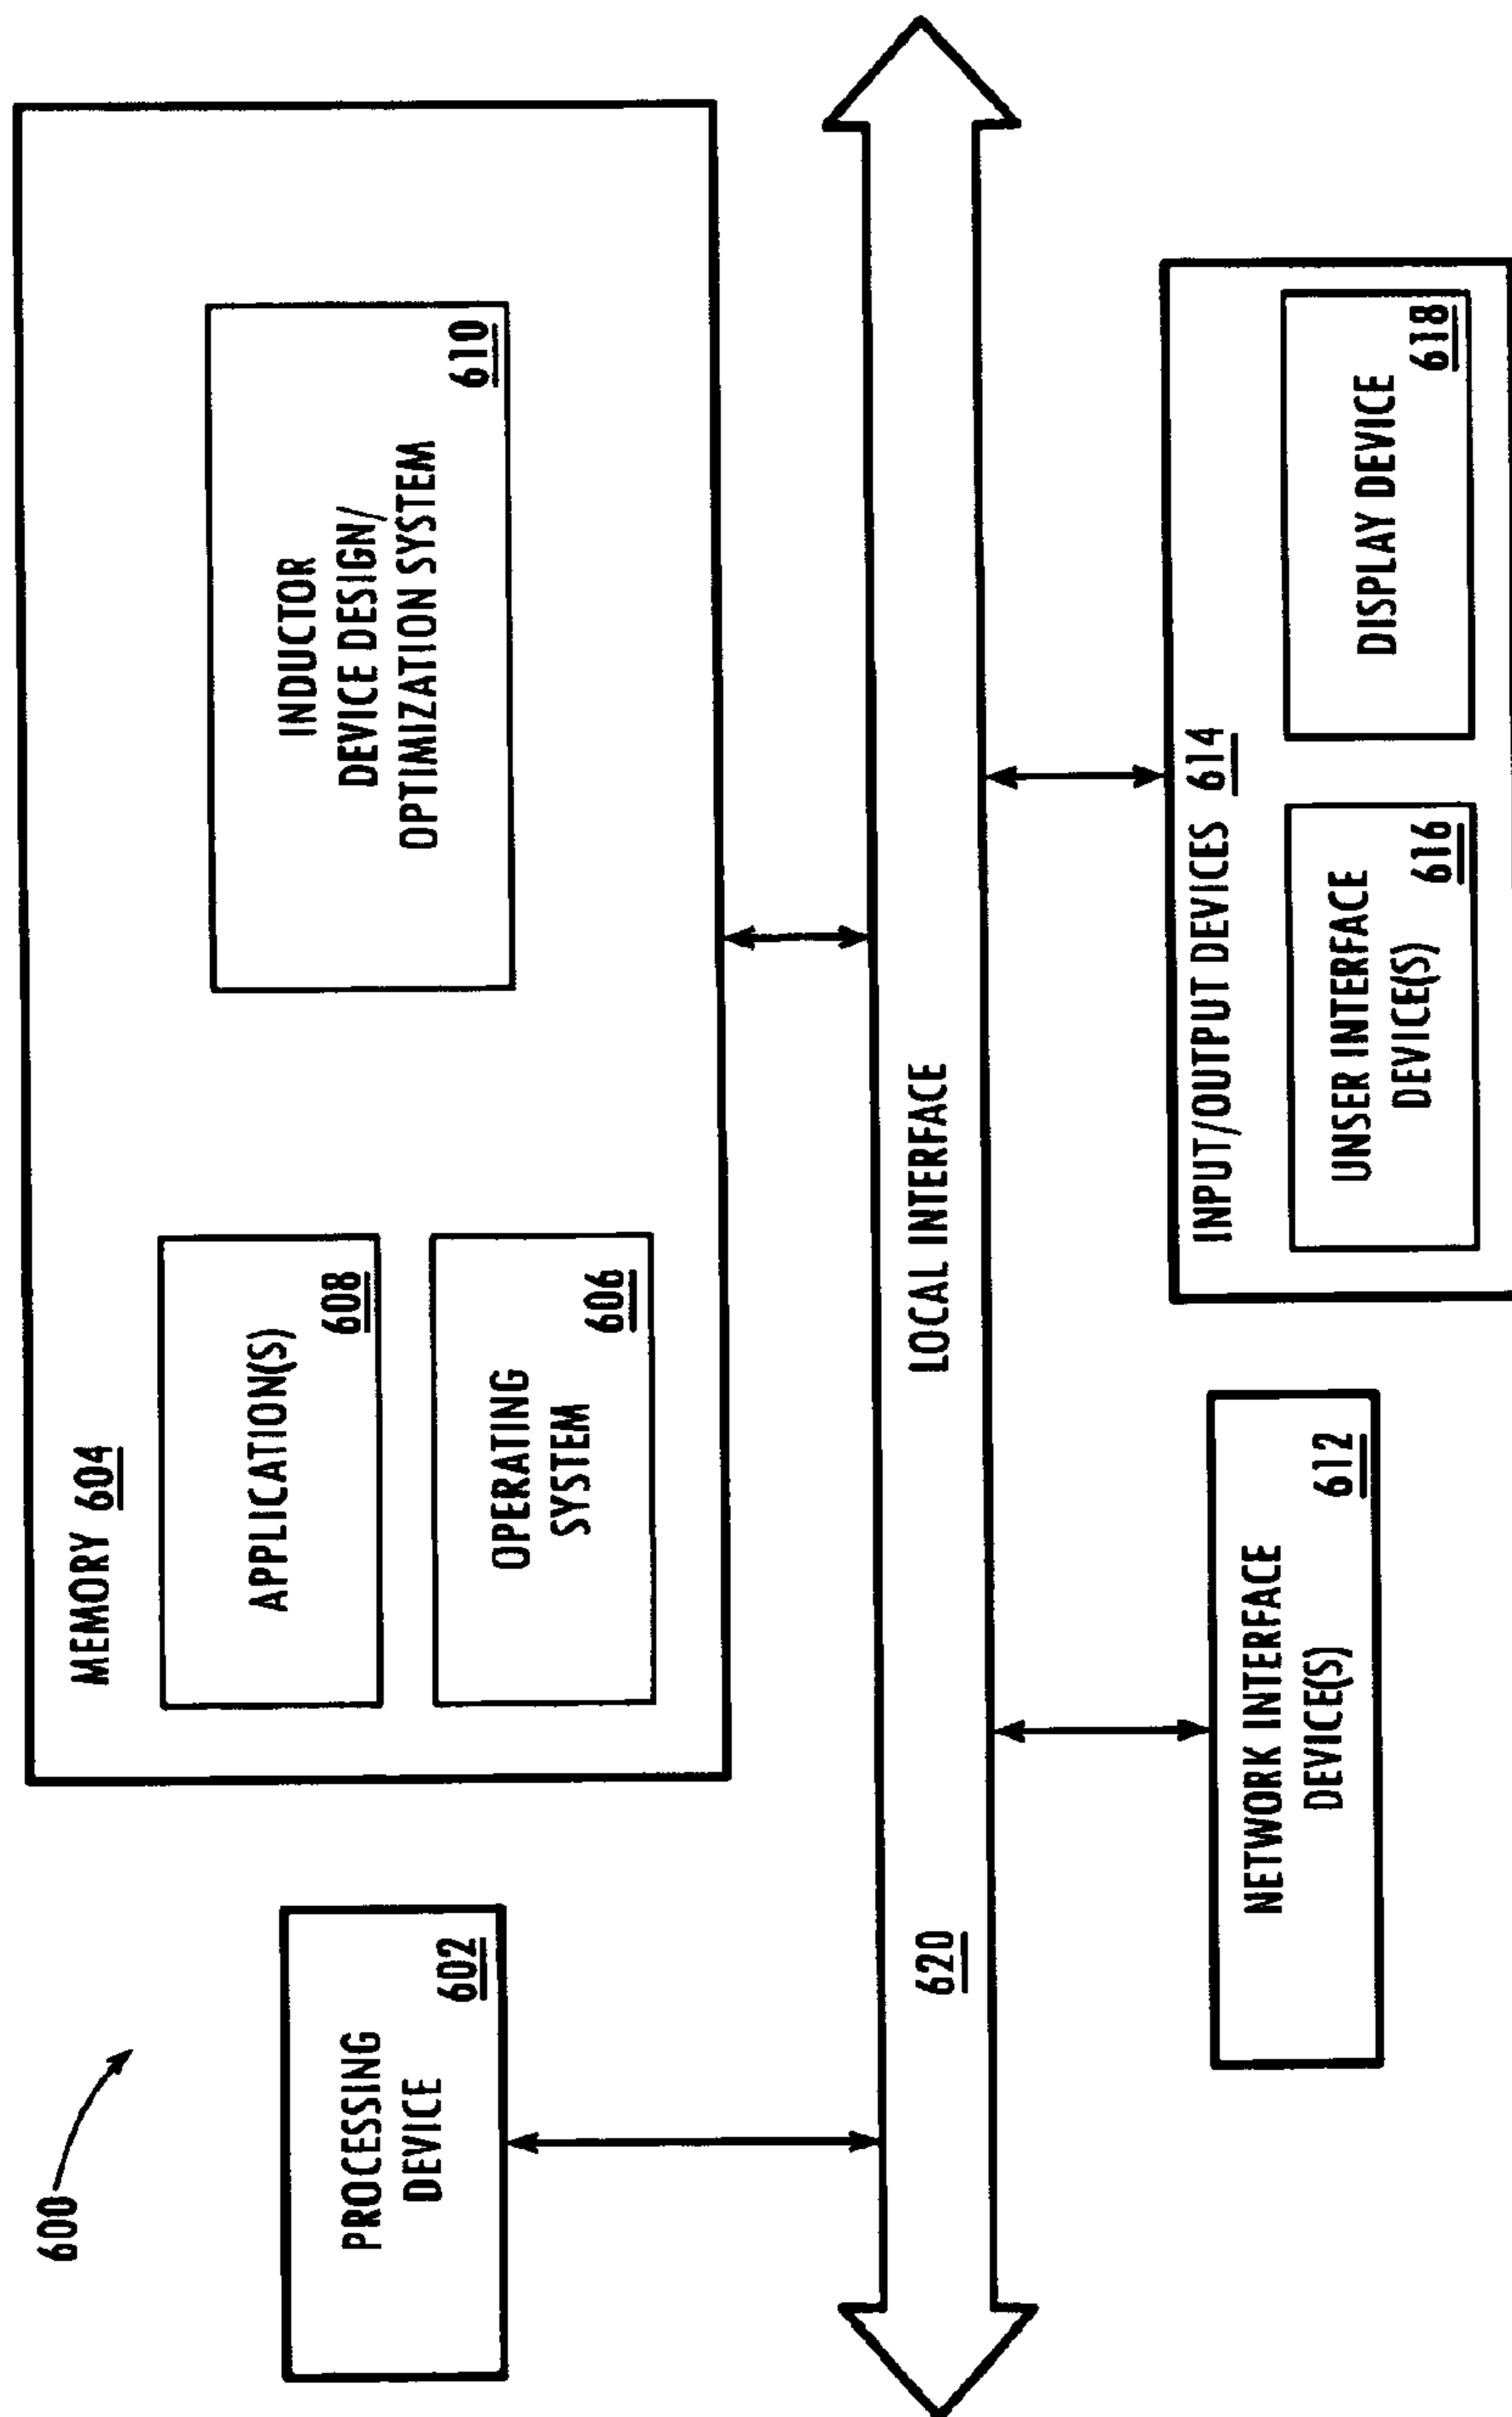 600
PROCESSING
DEVICE
602
MEMORY 604
APPLICATION(S)
608
OPERATING
SYSTEM
606
INDUCTOR
DEVICE DESIGN/
OPTIMIZATION SYSTEM
610
620
LOCAL INTERFACE
NETWORK INTERFACE
DEVICE(S)
612
INPUT/OUTPUT DEVICES 614
UNSER INTERFACE
DEVICE(S)
616
DISPLAY DEVICE
618